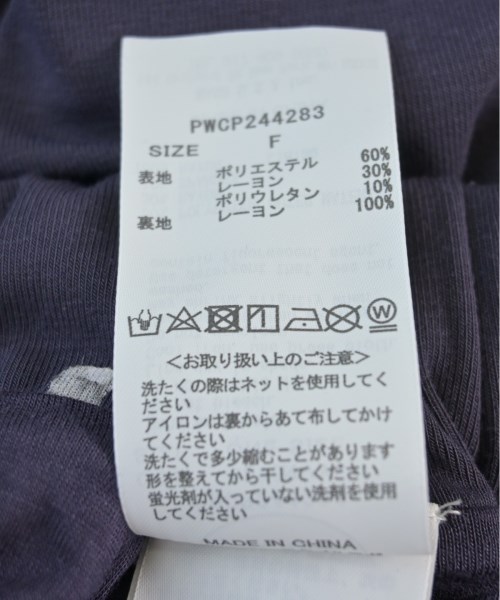 PWCP244283
SIZE F
表地 ポリエステル 60%
レーヨン 30%
ポリウレタン 10%
裏地 レーヨン 100%
<お取り扱い上のご注意>
洗たくの際はネットを使用してく
ださい
アイロンは裏からあて布してかけ
てください
洗たくで多少縮むことがあります
形を整えてから干してください
蛍光剤が入っていない洗剤を使用
してください
MADE IN CHINA